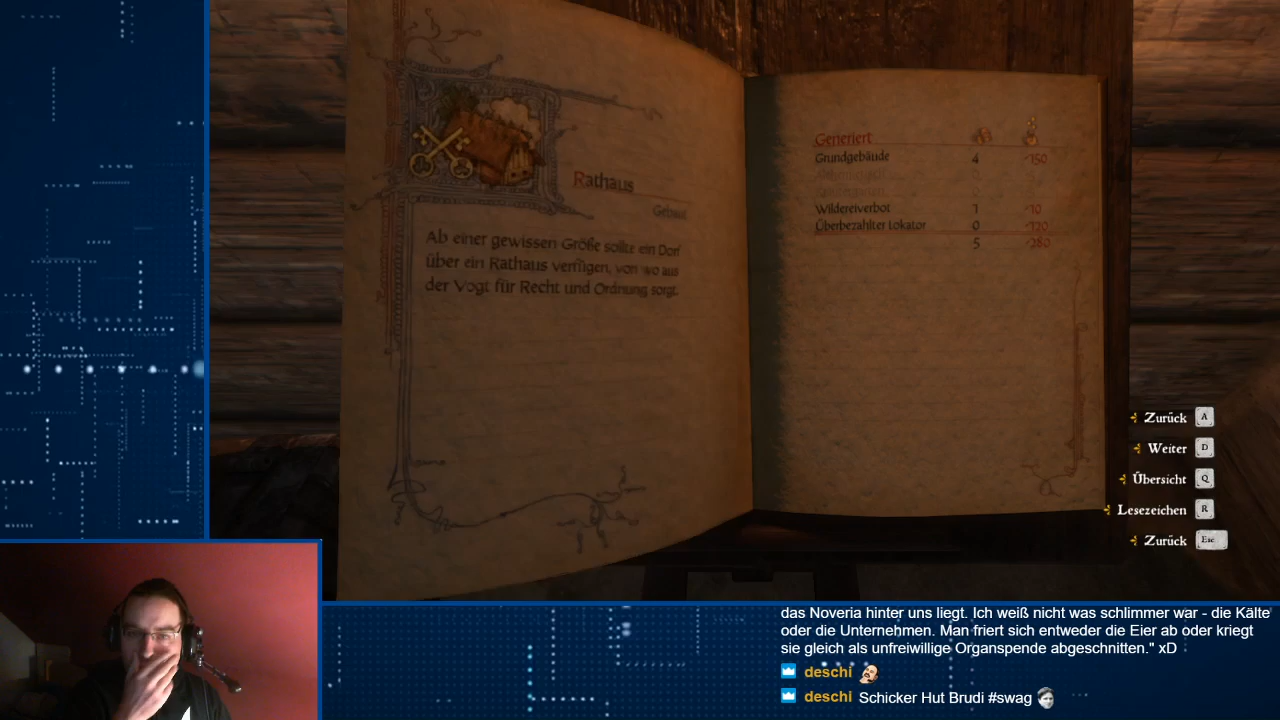 Rathaus
Gebaut
Ab einer gewissen Größe sollte ein Dorf
über ein Rathaus verfügen, von wo aus
der Vogt für Recht und Ordnung sorgt.
Generiert
Grundgebäude 4 -150
Wildereiverbot 1 -10
Überbezahlter Lokator 0 -120
5 -280
Zurück A
Weiter D
Übersicht Q
Lesezeichen R
Zurück Esc
das Noveria hinter uns liegt. Ich weiß nicht was schlimmer war - die Kälte
oder die Unternehmen. Man friert sich entweder die Eier ab oder kriegt
sie gleich als unfreiwillige Organspende abgeschnitten." xD
deschi
deschi Schicker Hut Brudi #swag